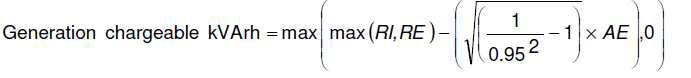 Generation chargeable kVArh = max( max(RI,RE) − ( √( 1 / 0.95² − 1 ) × AE ) ,0 )